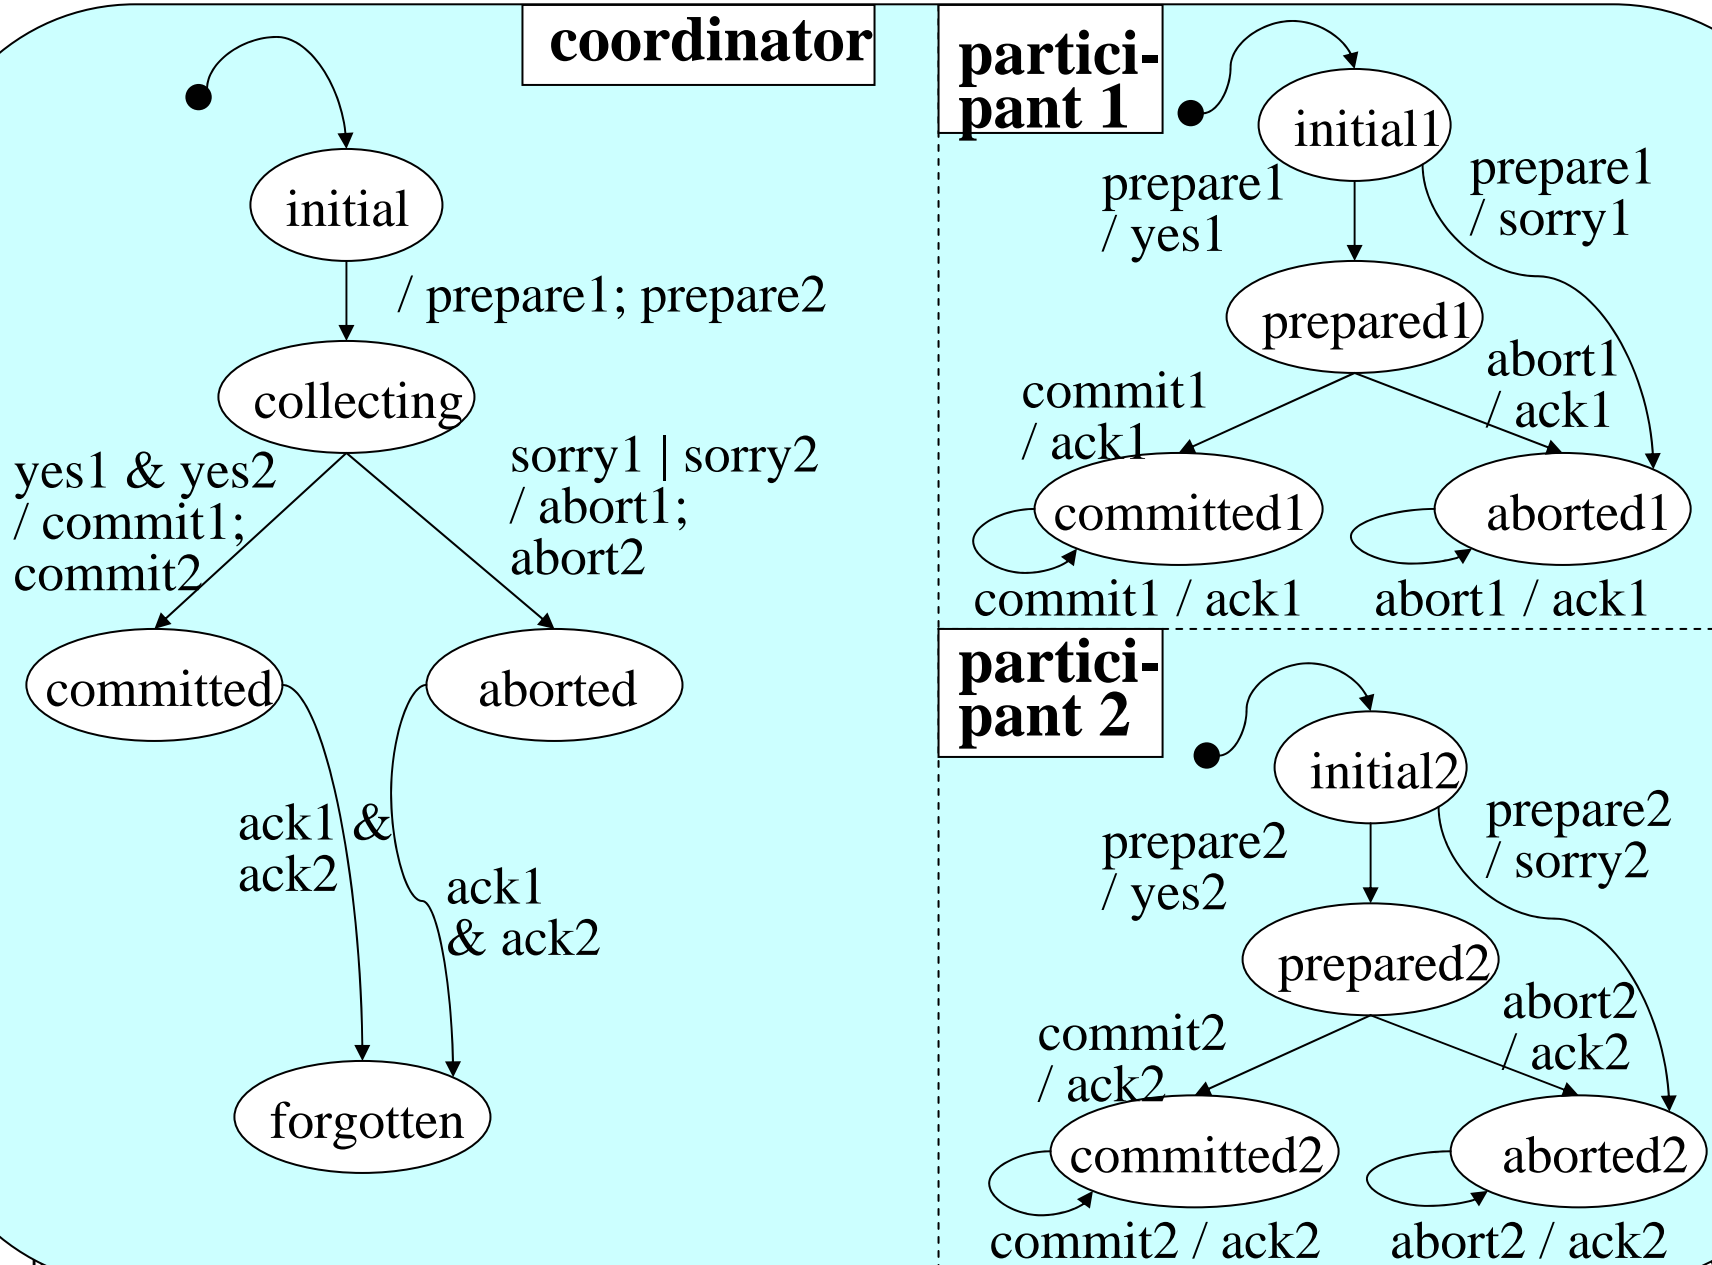 coordinator
initial
/ prepare1; prepare2
collecting
yes1 & yes2
/ commit1;
commit2
sorry1 | sorry2
/ abort1;
abort2
committed
aborted
ack1 &
ack2
ack1
& ack2
forgotten
partici-
pant 1
initial1
prepare1
/ yes1
prepare1
/ sorry1
prepared1
commit1
/ ack1
abort1
/ ack1
committed1
aborted1
commit1 / ack1
abort1 / ack1
partici-
pant 2
initial2
prepare2
/ yes2
prepare2
/ sorry2
prepared2
commit2
/ ack2
abort2
/ ack2
committed2
aborted2
commit2 / ack2
abort2 / ack2